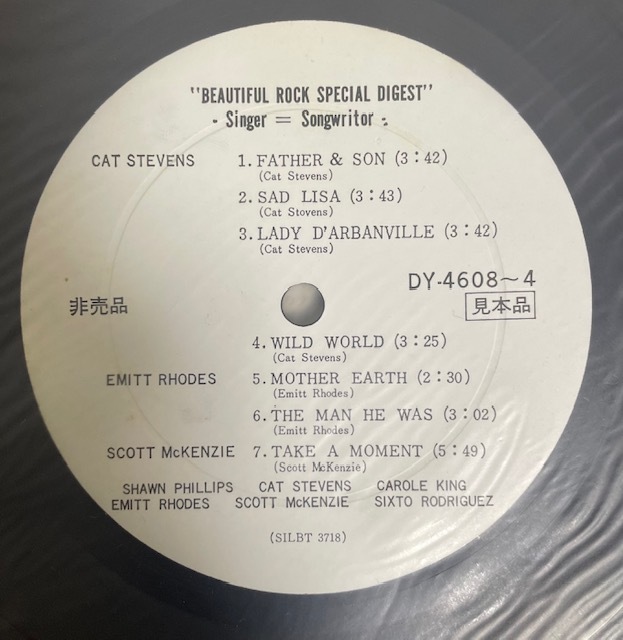 "BEAUTIFUL ROCK SPECIAL DIGEST"
- Singer = Songwritor -
CAT STEVENS 1. FATHER & SON (3:42)
(Cat Stevens)
2. SAD LISA (3:43)
(Cat Stovens)
3. LADY D'ARBANVILLE (3:42)
(Cat Stevens)
DY-4608〜4
非売品 見本品
4. WILD WORLD (3:25)
(Cat Stevens)
EMITT RHODES 5. MOTHER EARTH (2:30)
(Emitt Rhodes)
6. THE MAN HE WAS (3:02)
(Emitt Rhodes)
SCOTT McKENZIE 7. TAKE A MOMENT (5:49)
(Scott McKenzie)
SHAWN PHILLIPS CAT STEVENS CAROLE KING
EMITT RHODES SCOTT McKENZIE SIXTO RODRIGUEZ
(SILBT 3718)